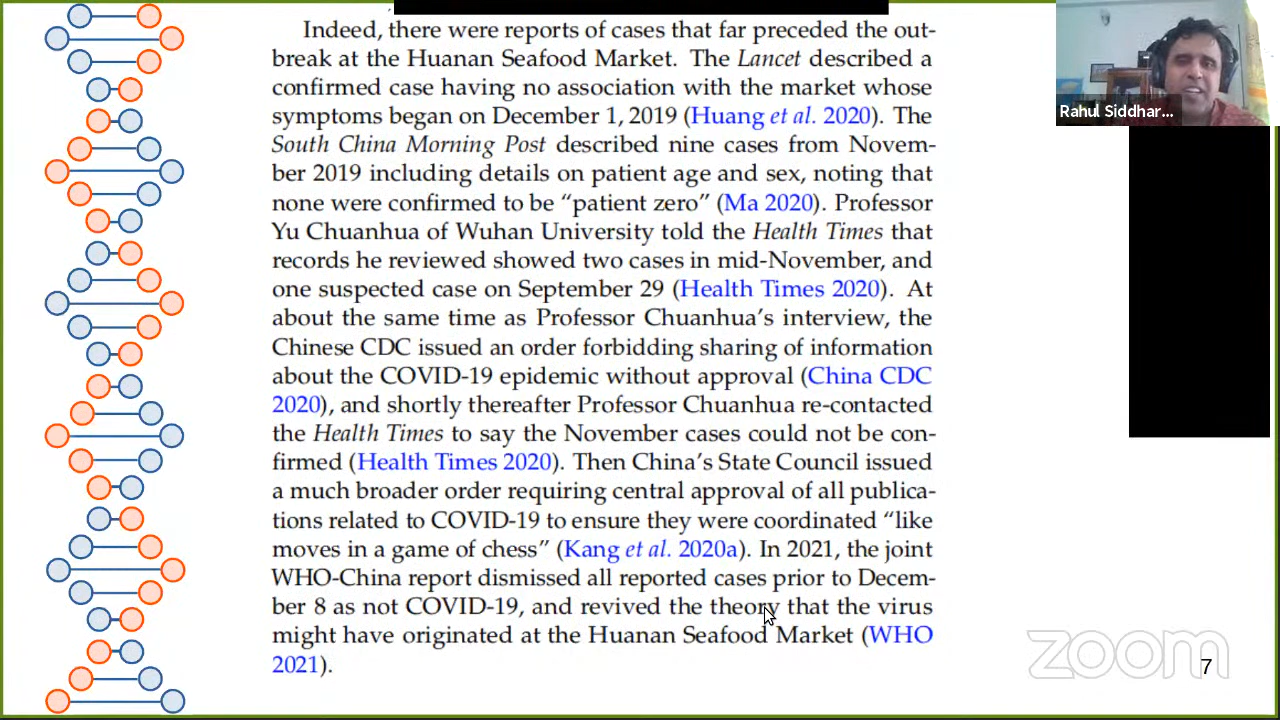 Indeed, there were reports of cases that far preceded the out-
break at the Huanan Seafood Market. The Lancet described a
confirmed case having no association with the market whose
symptoms began on December 1, 2019 (Huang et al. 2020). The
South China Morning Post described nine cases from Novem-
ber 2019 including details on patient age and sex, noting that
none were confirmed to be “patient zero” (Ma 2020). Professor
Yu Chuanhua of Wuhan University told the Health Times that
records he reviewed showed two cases in mid-November, and
one suspected case on September 29 (Health Times 2020). At
about the same time as Professor Chuanhua’s interview, the
Chinese CDC issued an order forbidding sharing of information
about the COVID-19 epidemic without approval (China CDC
2020), and shortly thereafter Professor Chuanhua re-contacted
the Health Times to say the November cases could not be con-
firmed (Health Times 2020). Then China’s State Council issued
a much broader order requiring central approval of all publica-
tions related to COVID-19 to ensure they were coordinated “like
moves in a game of chess” (Kang et al. 2020a). In 2021, the joint
WHO-China report dismissed all reported cases prior to Decem-
ber 8 as not COVID-19, and revived the theory that the virus
might have originated at the Huanan Seafood Market (WHO
2021).
Rahul Siddhar...
zoom
7